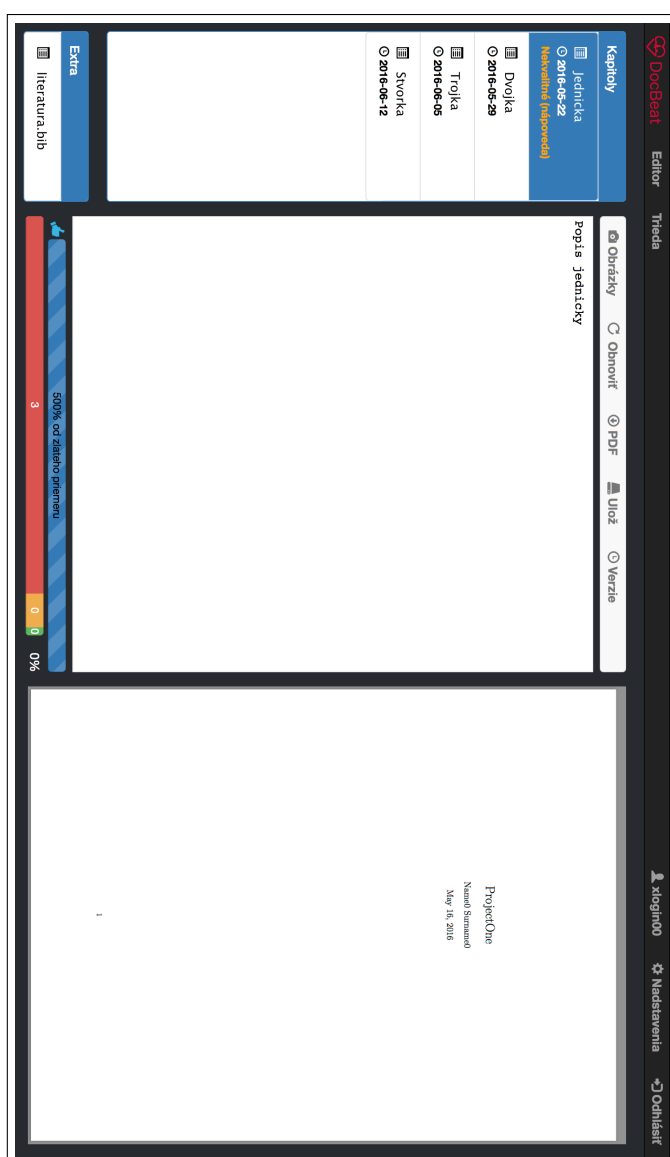 DocBeat Editor Trieda xlogin00 Nadstavenia Odhlásiť
Kapitoly
Jednicka
2016-05-22
Nekvalitné (nápoveda)
Dvojka
2016-05-29
Trojka
2016-06-05
Stvorka
2016-06-12
Extra
literatura.bib
Obrázky Obnoviť PDF Ulož Verzie
Popis jednicky
500% od zlateho priemeru
3 0 0 0%
ProjectOne
Name0 Surname0
May 16, 2016
1